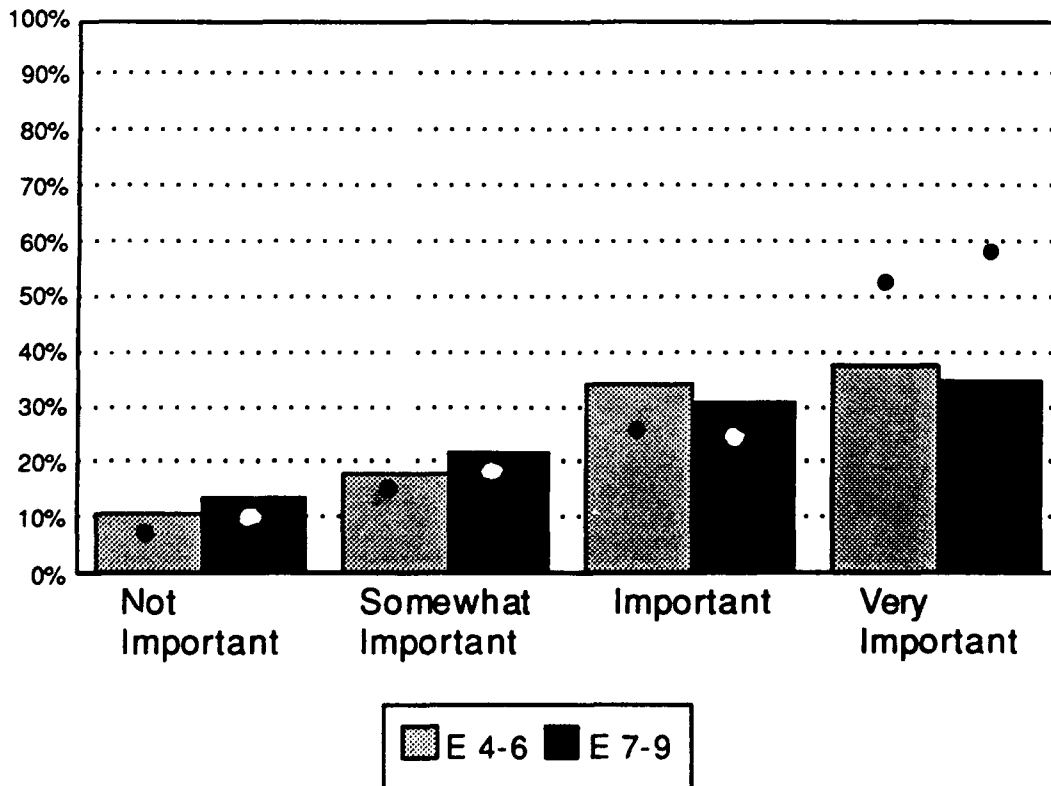 100%
90%
80%
70%
60%
50%
40%
30%
20%
10%
0%
Not Important
Somewhat Important
Important
Very Important
E 4-6 E 7-9